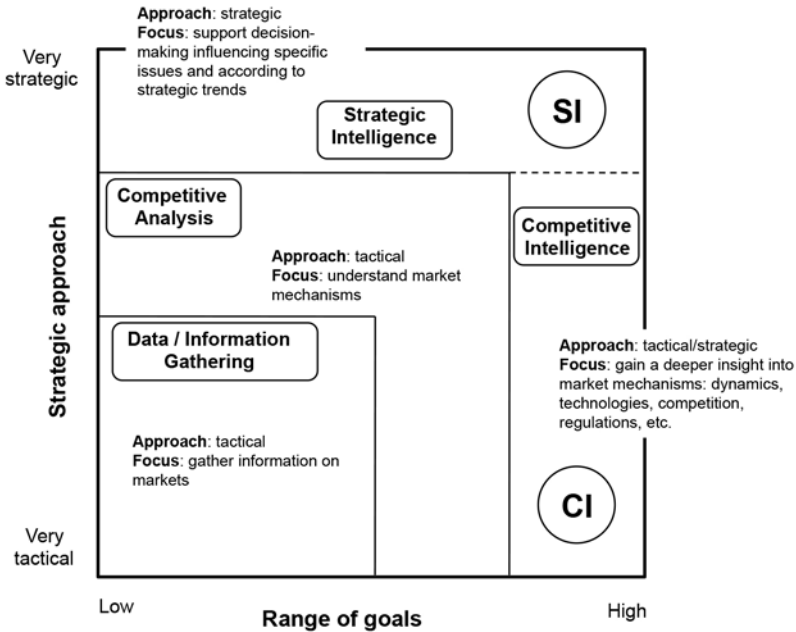 Approach: strategic
Focus: support decision-
making influencing specific
issues and according to
strategic trends
Very
strategic
Strategic
Intelligence
SI
Competitive
Analysis
Competitive
Intelligence
Approach: tactical
Focus: understand market
mechanisms
Strategic approach
Data / Information
Gathering
Approach: tactical/strategic
Focus: gain a deeper insight into
market mechanisms: dynamics,
technologies, competition,
regulations, etc.
Approach: tactical
Focus: gather information on
markets
CI
Very
tactical
Low
Range of goals
High